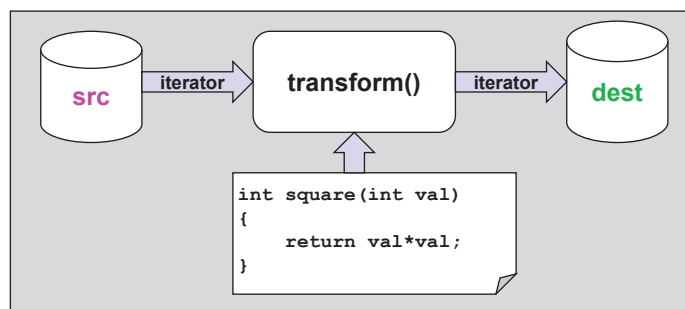 src
iterator
transform()
iterator
dest
int square(int val)
{
    return val*val;
}